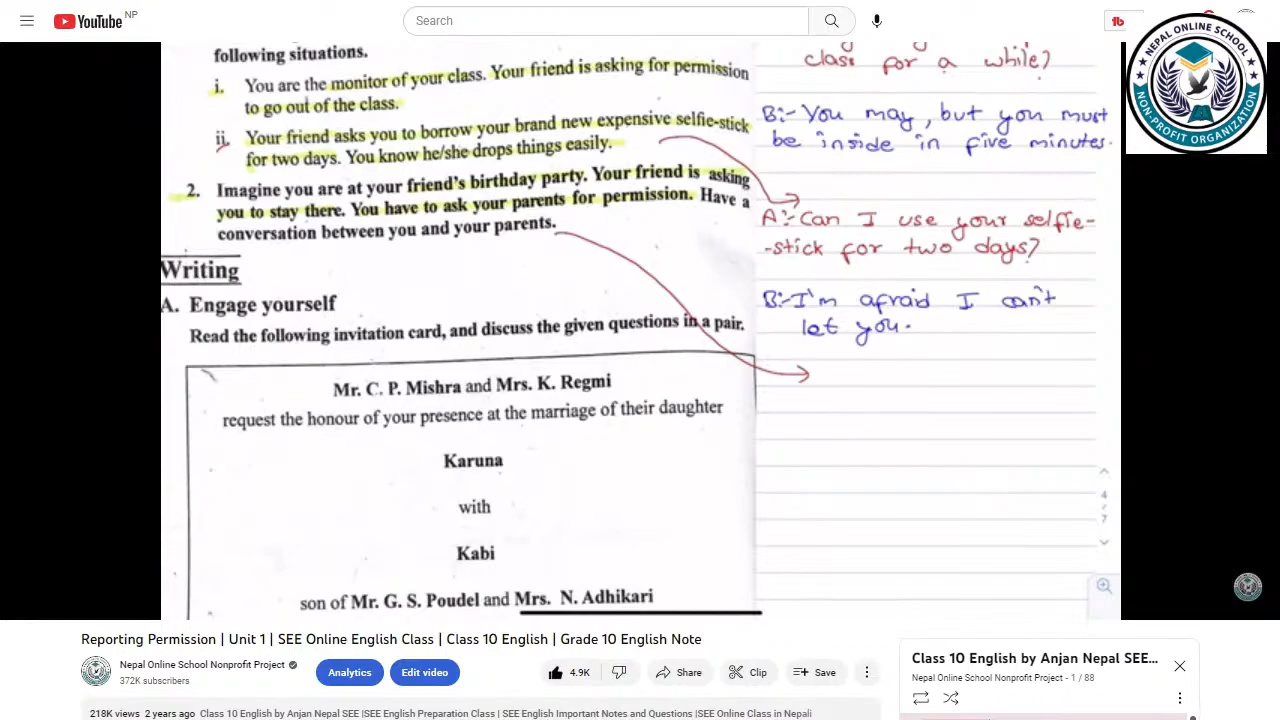 YouTube NP
Search
following situations.
i. You are the monitor of your class. Your friend is asking for permission
to go out of the class.
ii. Your friend asks you to borrow your brand new expensive selfie-stick
for two days. You know he/she drops things easily.
2. Imagine you are at your friend's birthday party. Your friend is asking
you to stay there. You have to ask your parents for permission. Have a
conversation between you and your parents.
Writing
A. Engage yourself
Read the following invitation card, and discuss the given questions in a pair.
Mr. C. P. Mishra and Mrs. K. Regmi
request the honour of your presence at the marriage of their daughter
Karuna
with
Kabi
son of Mr. G. S. Poudel and Mrs. N. Adhikari
class for a while?
B:- You may, but you must
be inside in five minutes.
A:- Can I use your selfie-
-stick for two days?
B:- I'm afraid I can't
let you.
4
/
7
NEPAL ONLINE SCHOOL
NON-PROFIT ORGANIZATION
Reporting Permission | Unit 1 | SEE Online English Class | Class 10 English | Grade 10 English Note
Nepal Online School Nonprofit Project
372K subscribers
Analytics
Edit video
4.9K
Share
Clip
Save
218K views 2 years ago Class 10 English by Anjan Nepal SEE |SEE English Preparation Class | SEE English Important Notes and Questions |SEE Online Class in Nepali
Class 10 English by Anjan Nepal SEE...
Nepal Online School Nonprofit Project - 1 / 88